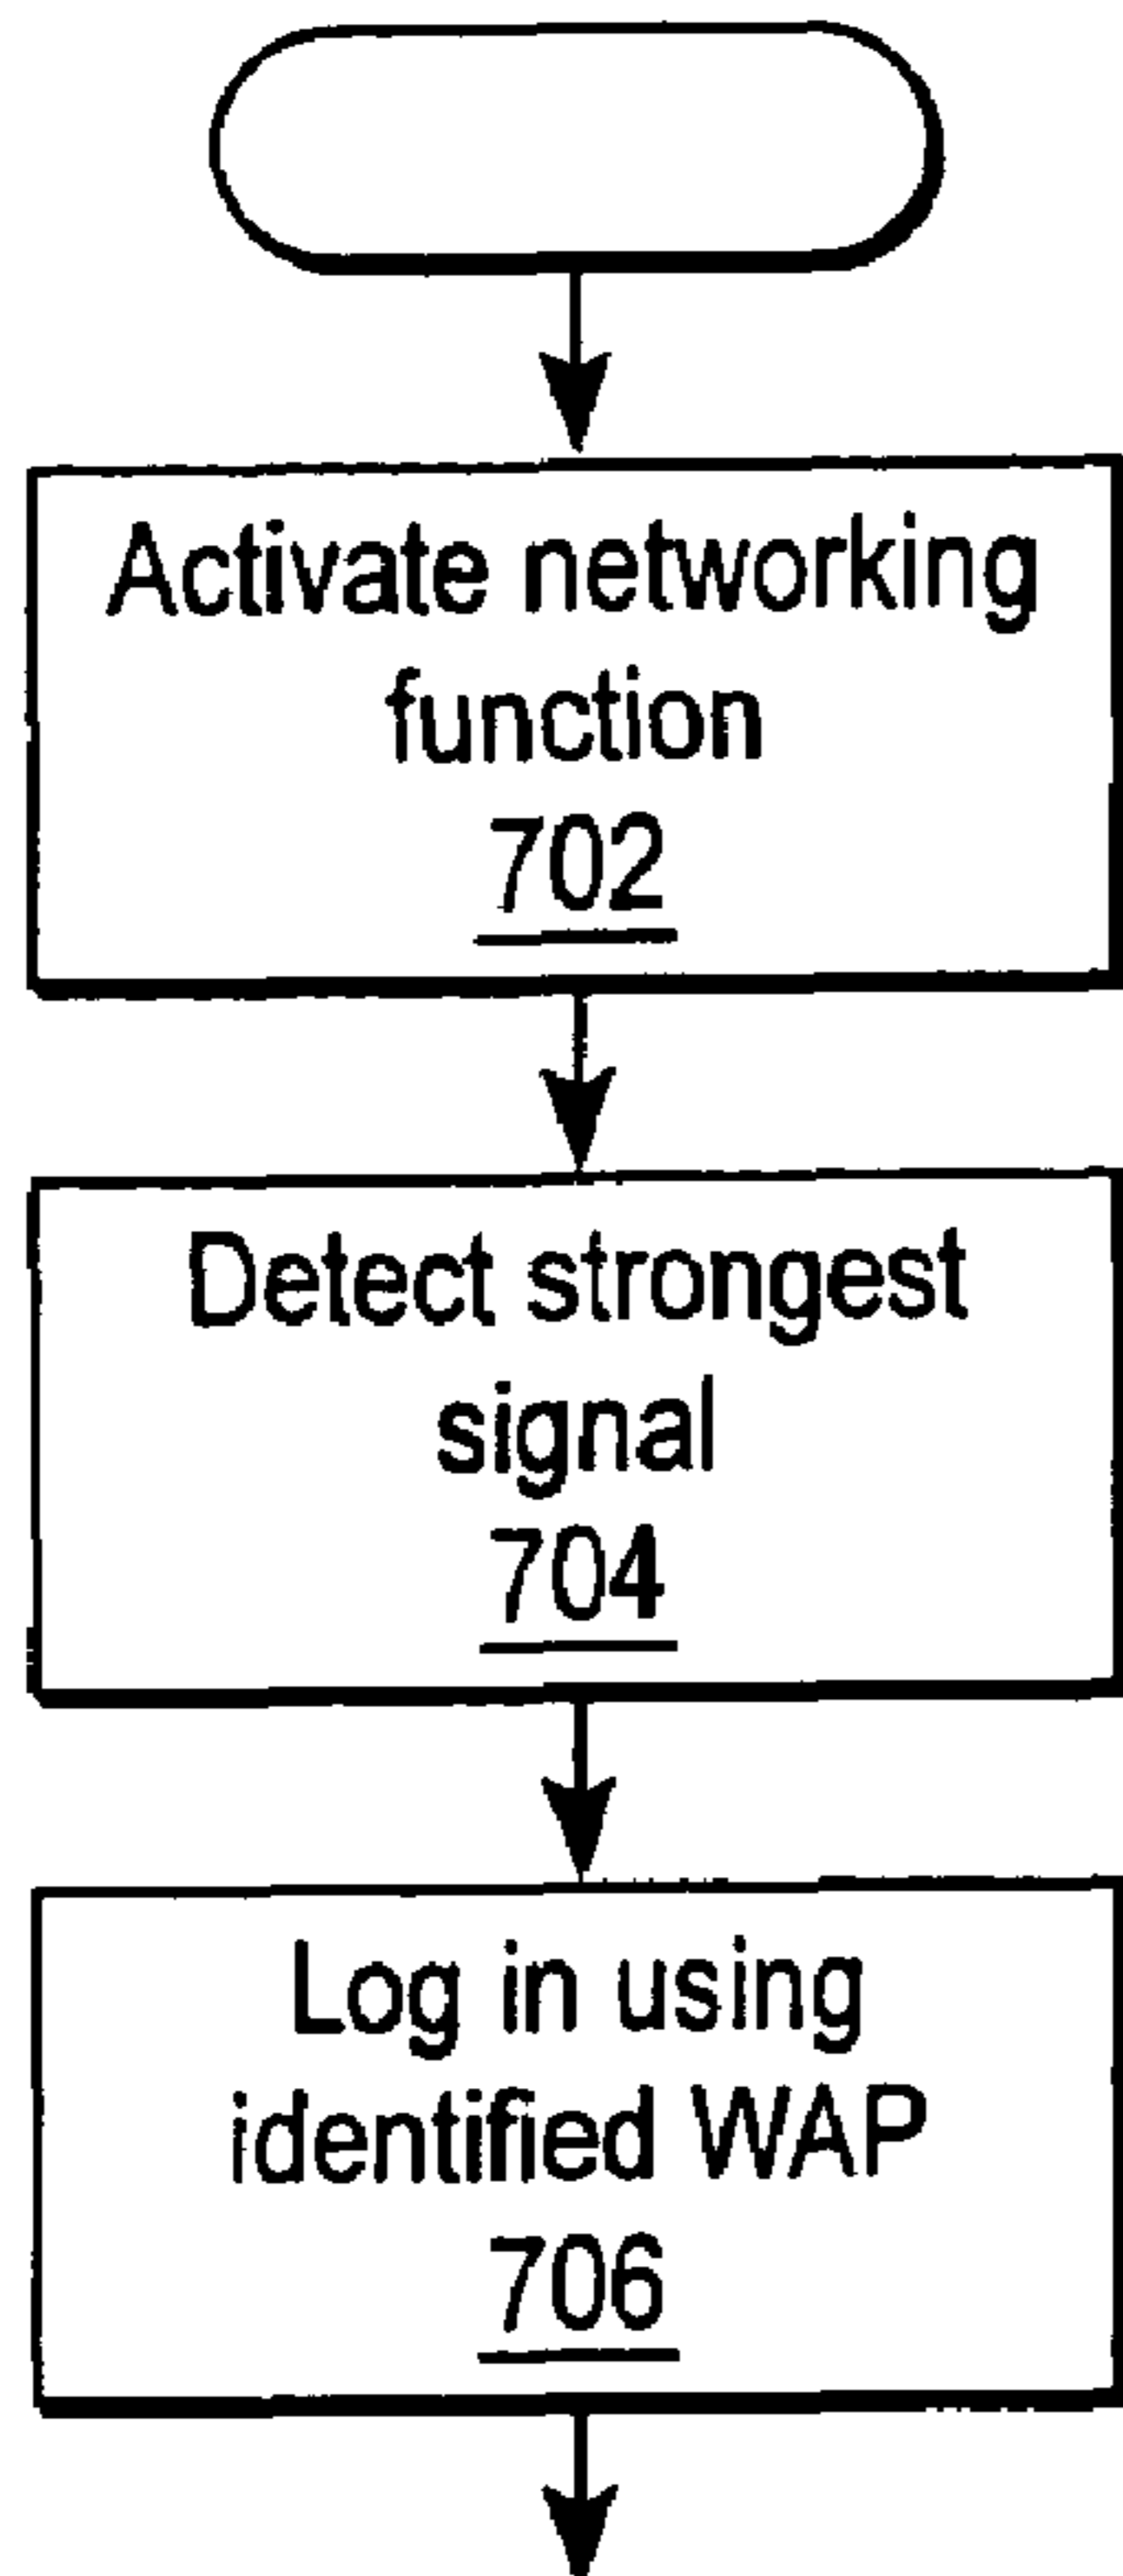 Activate networking
function
702
Detect strongest
signal
704
Log in using
identified WAP
706